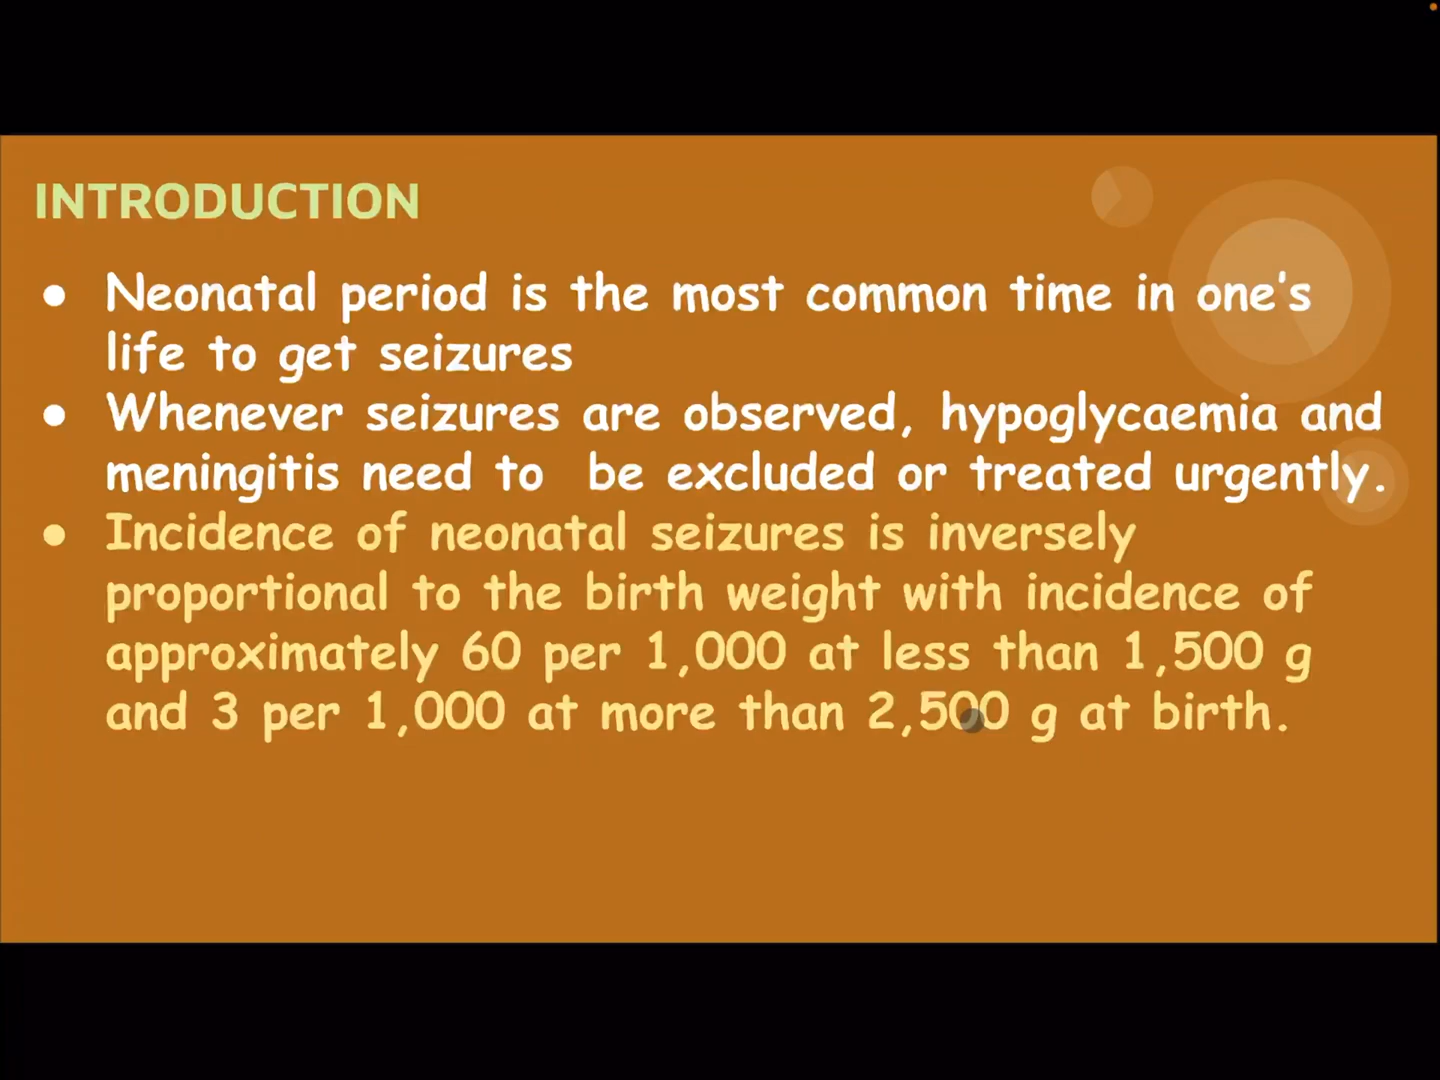 INTRODUCTION
● Neonatal period is the most common time in one's
life to get seizures
● Whenever seizures are observed, hypoglycaemia and
meningitis need to be excluded or treated urgently.
● Incidence of neonatal seizures is inversely
proportional to the birth weight with incidence of
approximately 60 per 1,000 at less than 1,500 g
and 3 per 1,000 at more than 2,500 g at birth.